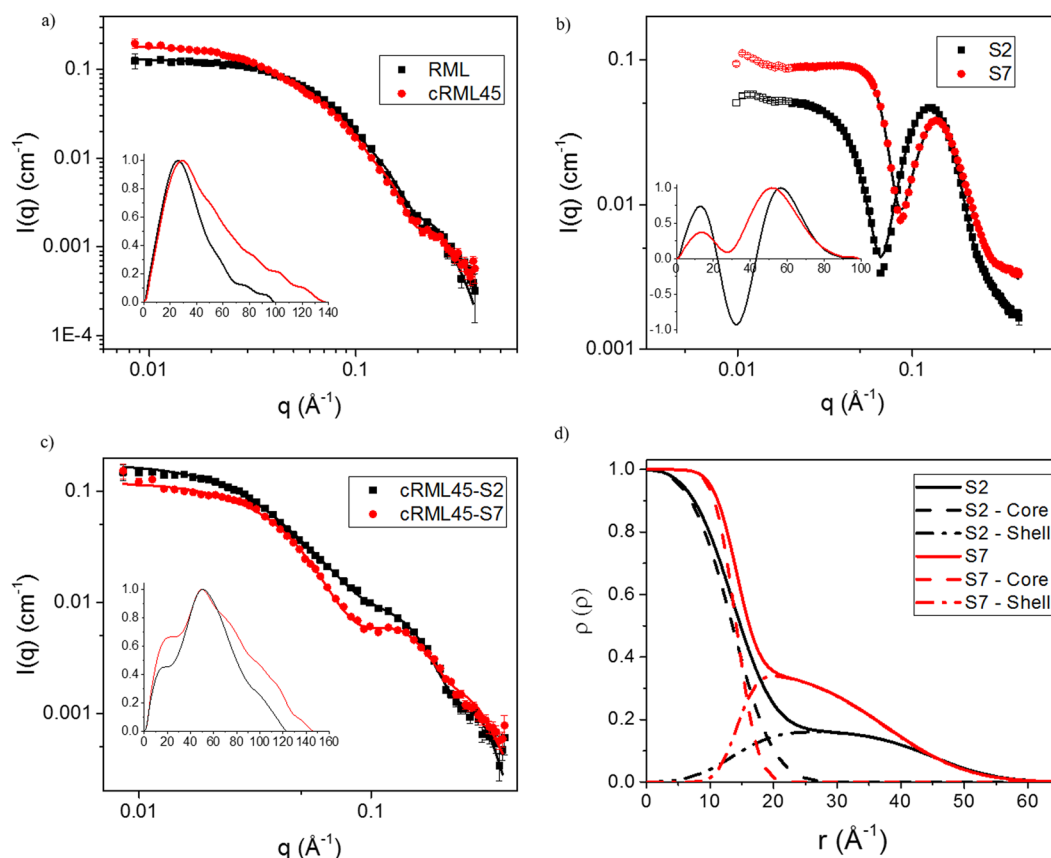 a)
I(q) (cm⁻¹)
0.1
0.01
0.001
1E-4
RML
cRML45
1.0
0.8
0.6
0.4
0.2
0.0
0 20 40 60 80 100 120 140
0.01 0.1
q (Å⁻¹)
b)
I(q) (cm⁻¹)
0.1
0.01
0.001
S2
S7
1.0
0.5
0.0
-0.5
-1.0
0 20 40 60 80 100
0.01 0.1
q (Å⁻¹)
c)
I(q) (cm⁻¹)
0.1
0.01
0.001
cRML45-S2
cRML45-S7
1.0
0.8
0.6
0.4
0.2
0.0
0 20 40 60 80 100 120 140 160
0.01 0.1
q (Å⁻¹)
d)
ρ (ρ)
1.0
0.8
0.6
0.4
0.2
0.0
S2
S2 - Core
S2 - Shell
S7
S7 - Core
S7 - Shell
0 10 20 30 40 50 60
r (Å⁻¹)